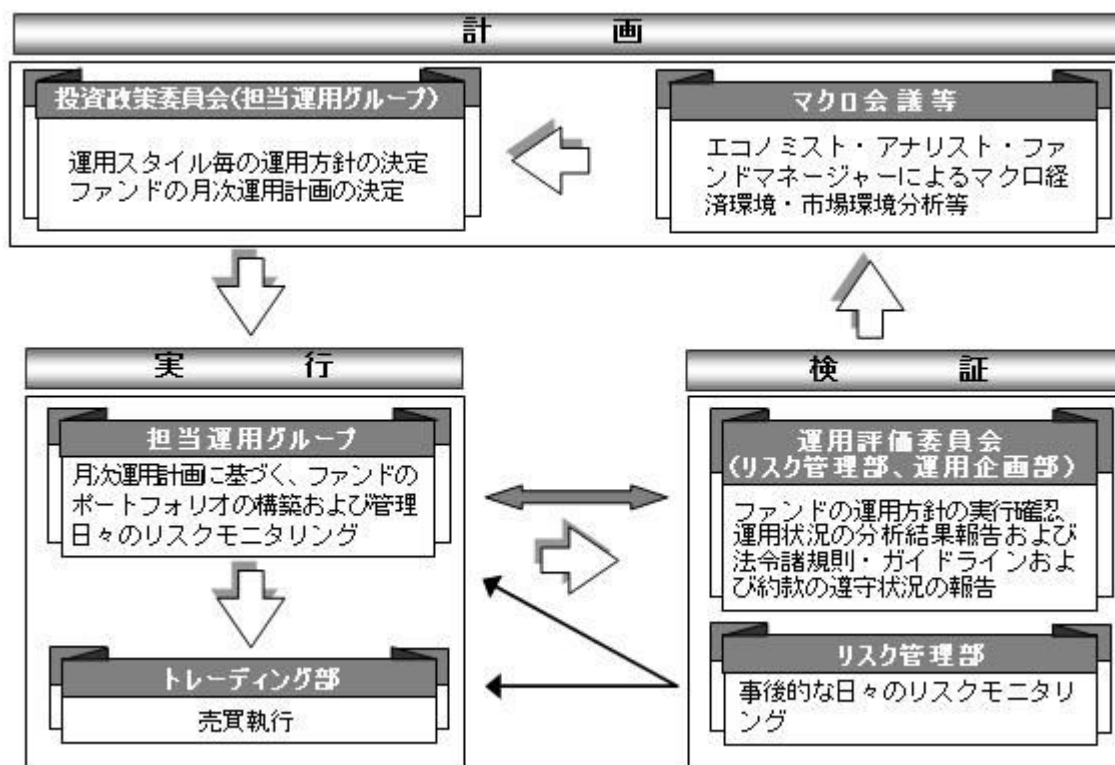 計画
投資政策委員会(担当運用グループ)
運用スタイル毎の運用方針の決定
ファンドの月次運用計画の決定
マクロ会議等
エコノミスト・アナリスト・ファ
ンドマネージャーによるマクロ経
済環境・市場環境分析等
実行
担当運用グループ
月次運用計画に基づく、ファンドの
ポートフォリオの構築および管理
日々のリスクモニタリング
トレーディング部
売買執行
検証
運用評価委員会
(リスク管理部、運用企画部)
ファンドの運用方針の実行確認、
運用状況の分析結果報告および
法令諸規則・ガイドラインおよ
び約款の遵守状況の報告
リスク管理部
事後的な日々のリスクモニタリ
ング